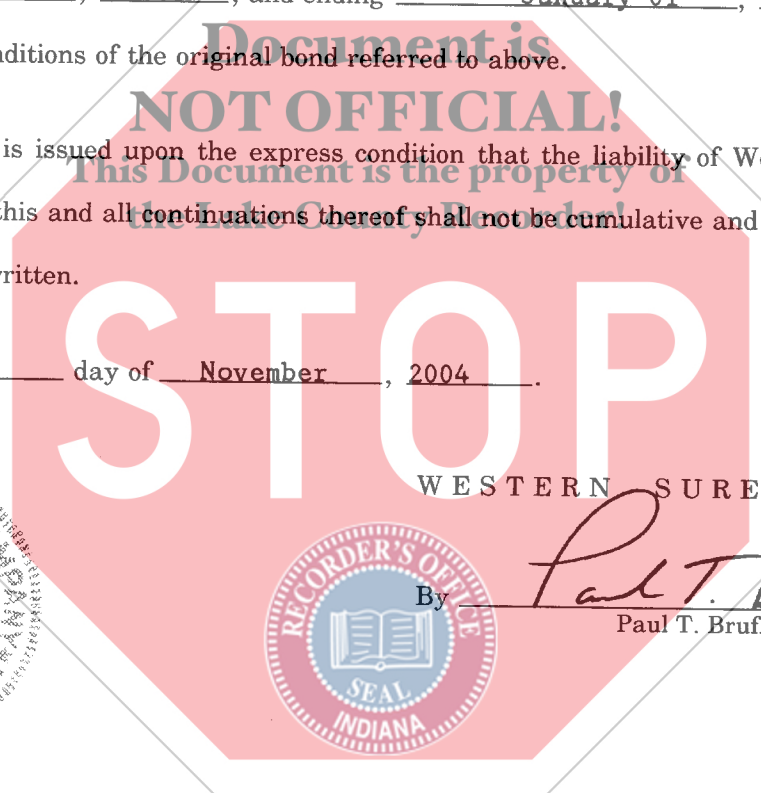 , and ending January 01 ,
Document is
nditions of the original bond referred to above.
NOT OFFICIAL!
is issued upon the express condition that the liability of We
This Document is the property of
this and all continuations thereof shall not be cumulative and
the Lake County Recorder!
written.
STOP
day of November , 2004 .
WESTERN SURE
RECORDER'S OFFICE
SEAL
INDIANA
By Paul T.
Paul T. Bruf